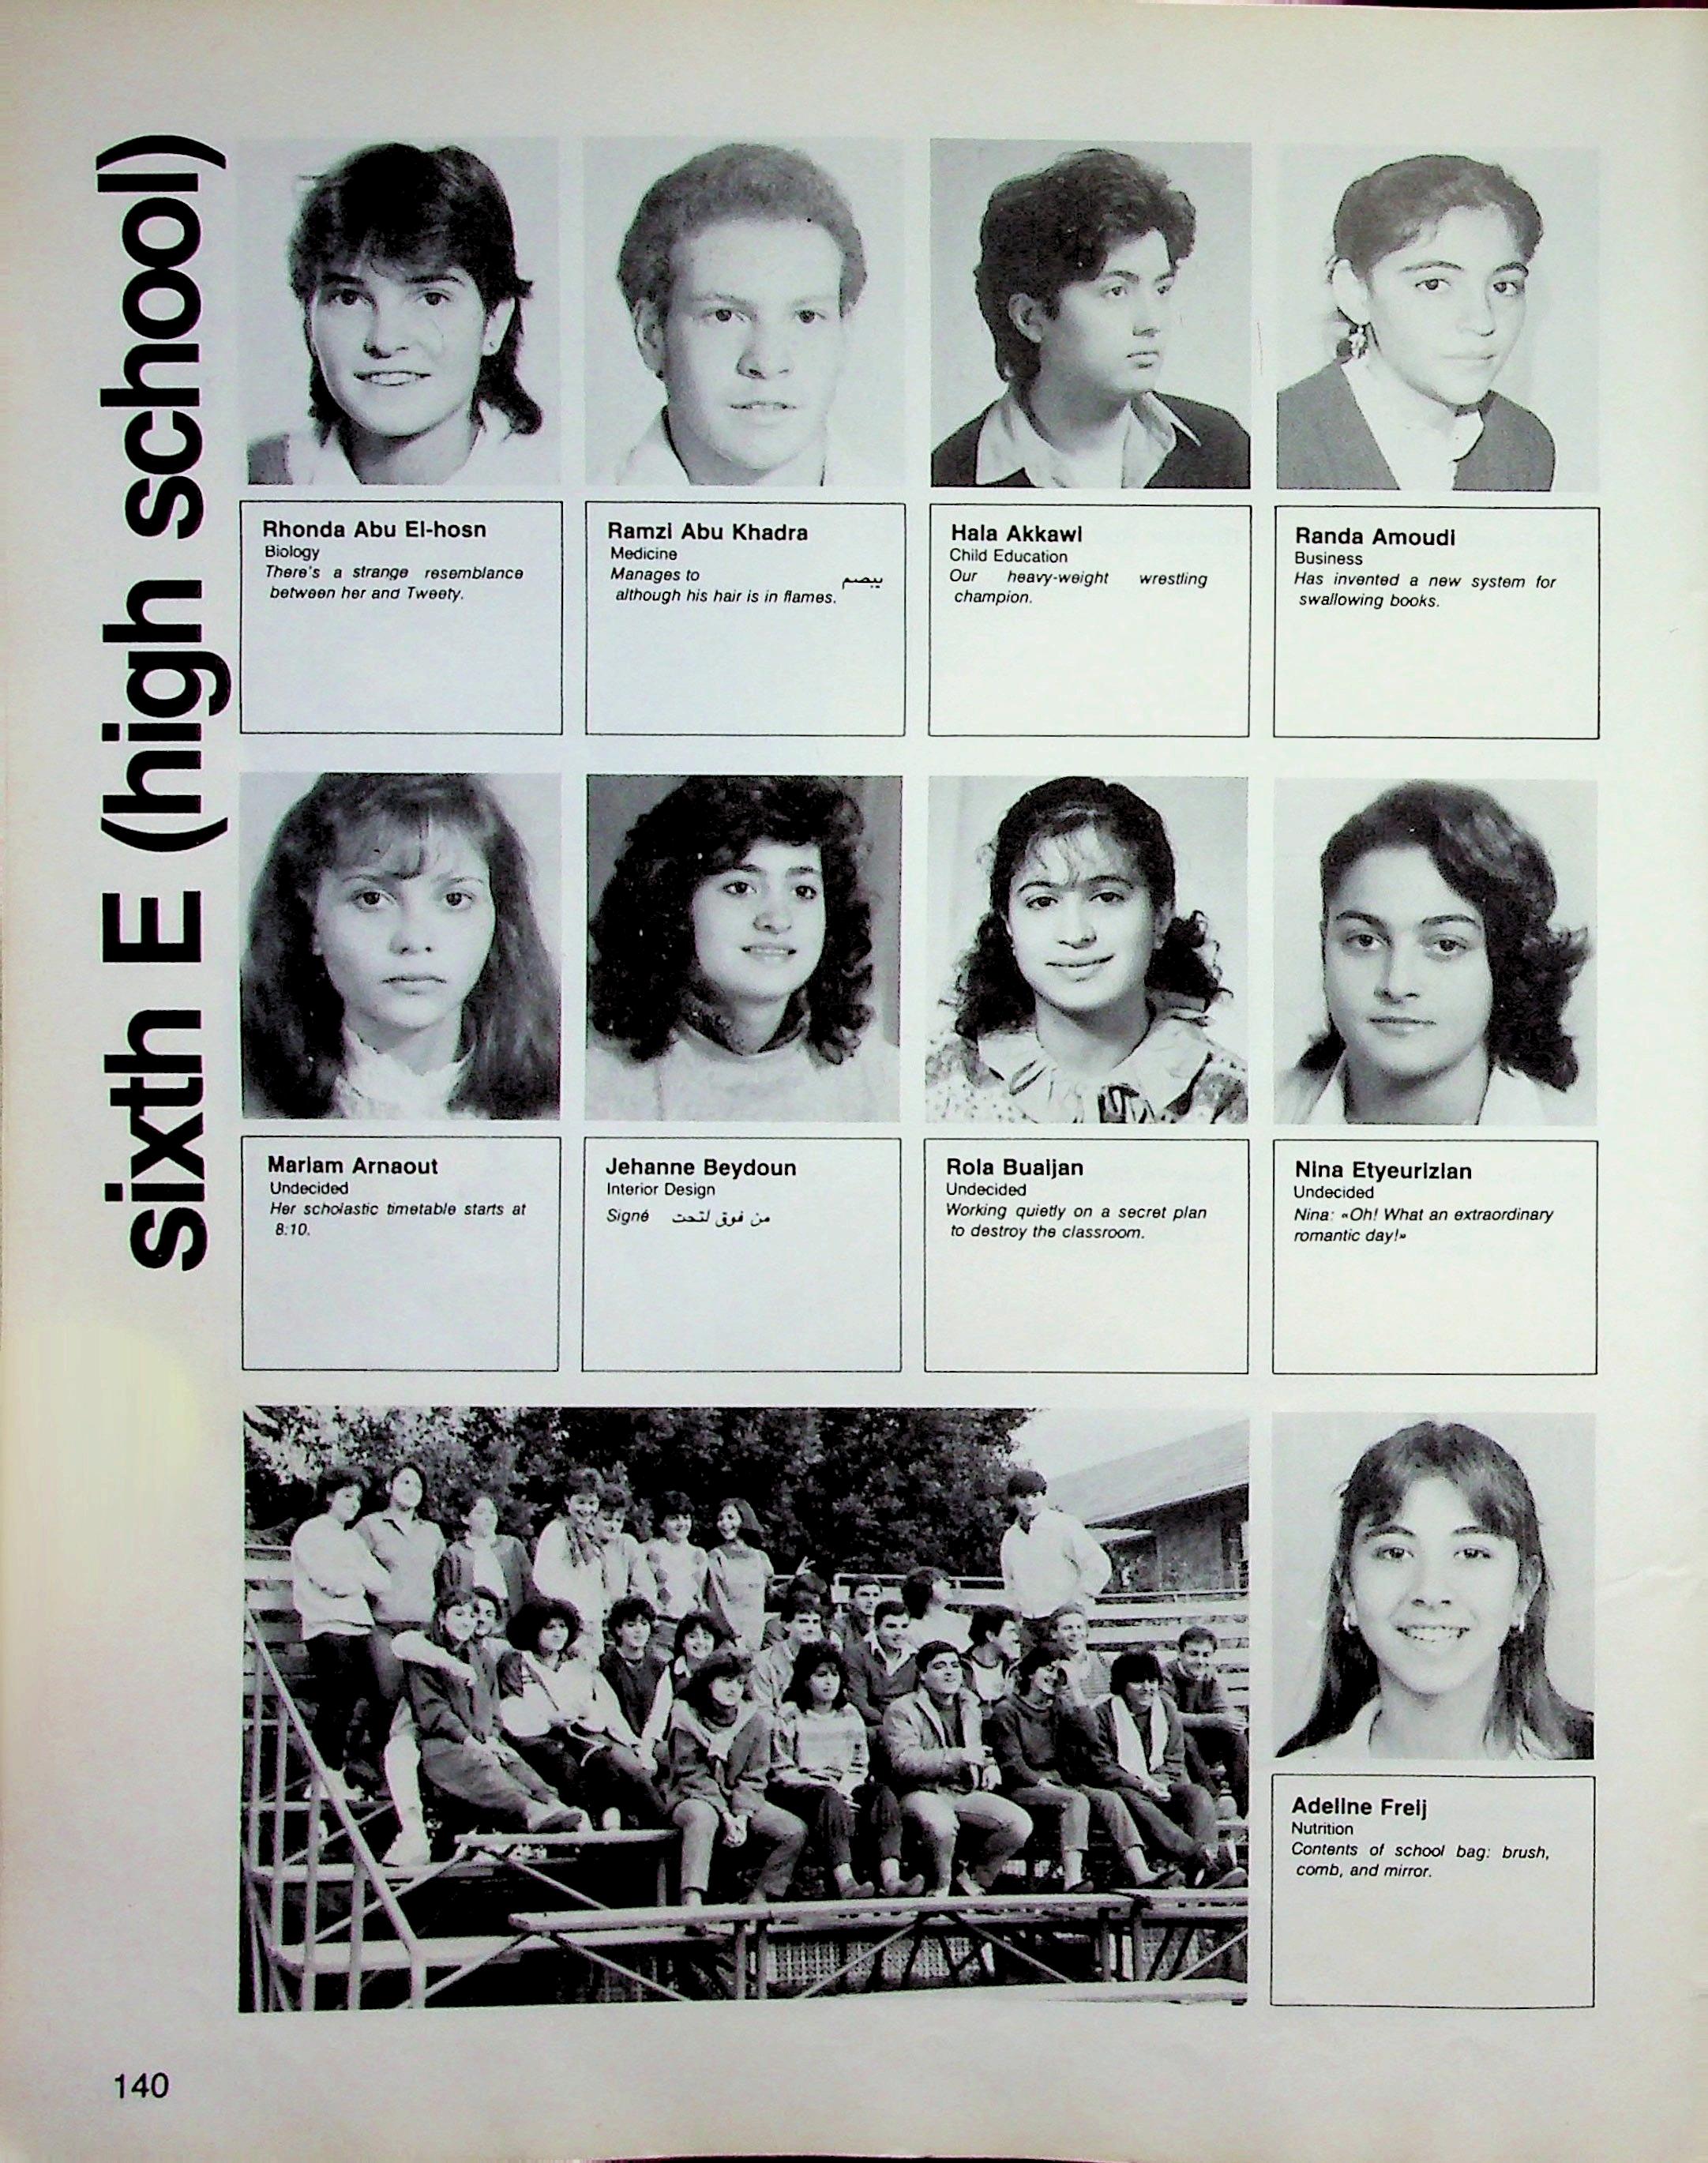 sixth E (high school)
Rhonda Abu El-hosn
Biology
There's a strange resemblance
between her and Tweety.
Ramzi Abu Khadra
Medicine
Manages to يبصم
although his hair is in flames.
Hala Akkawi
Child Education
Our heavy-weight wrestling
champion.
Randa Amoudi
Business
Has invented a new system for
swallowing books.
Mariam Arnaout
Undecided
Her scholastic timetable starts at
8:10.
Jehanne Beydoun
Interior Design
Signé من فوق لتحت
Rola Buaijan
Undecided
Working quietly on a secret plan
to destroy the classroom.
Nina Etyeurizian
Undecided
Nina: «Oh! What an extraordinary
romantic day!»
Adeline Freij
Nutrition
Contents of school bag: brush,
comb, and mirror.
140